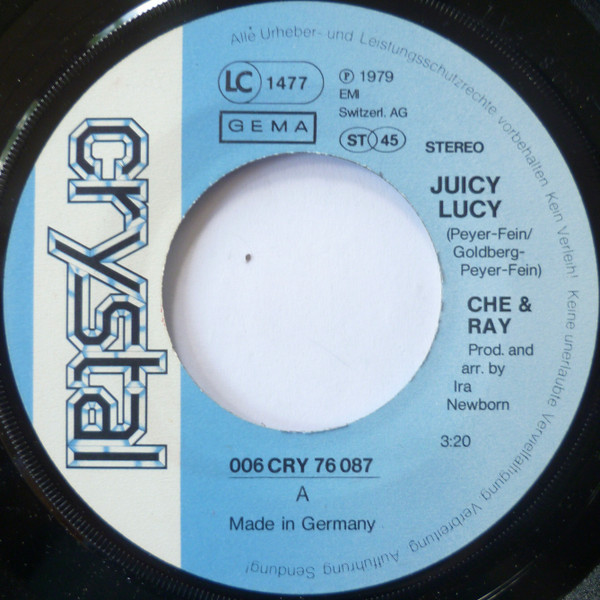 Alle Urheber- und Leistungsschutzrechte vorbehalten Kein Verleih! Keine unerlaubte Vervielfältigung, Verbreitung Aufführung Sendung!
LC 1477
℗ 1979
EMI
Switzerl. AG
GEMA
ST 45
STEREO
crystal
JUICY
LUCY
(Peyer-Fein/
Goldberg-
Peyer-Fein)
CHE &
RAY
Prod. and
arr. by
Ira
Newborn
3:20
006 CRY 76 087
A
Made in Germany